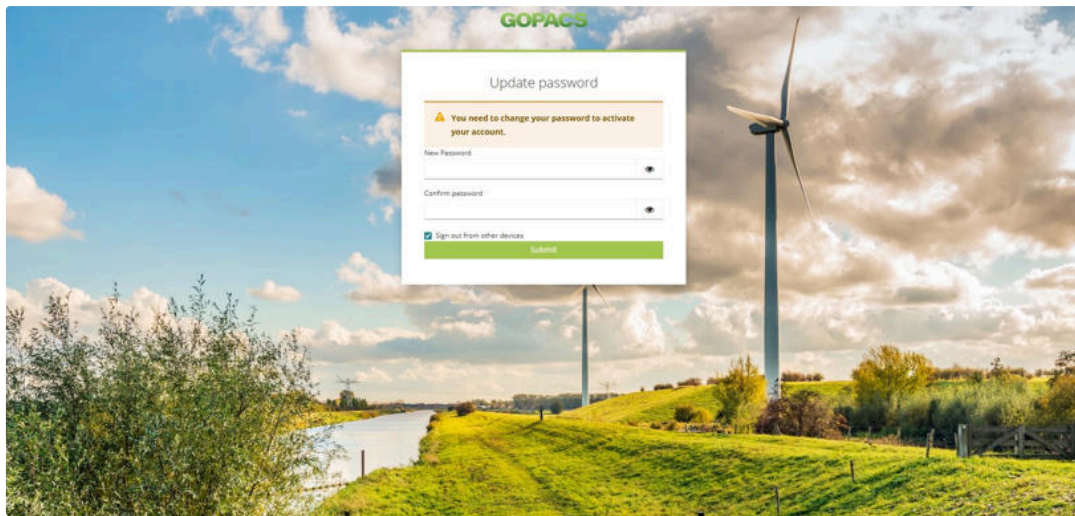 GOPACS
Update password
You need to change your password to activate
your account.
New Password
Confirm password
Sign out from other devices
Submit